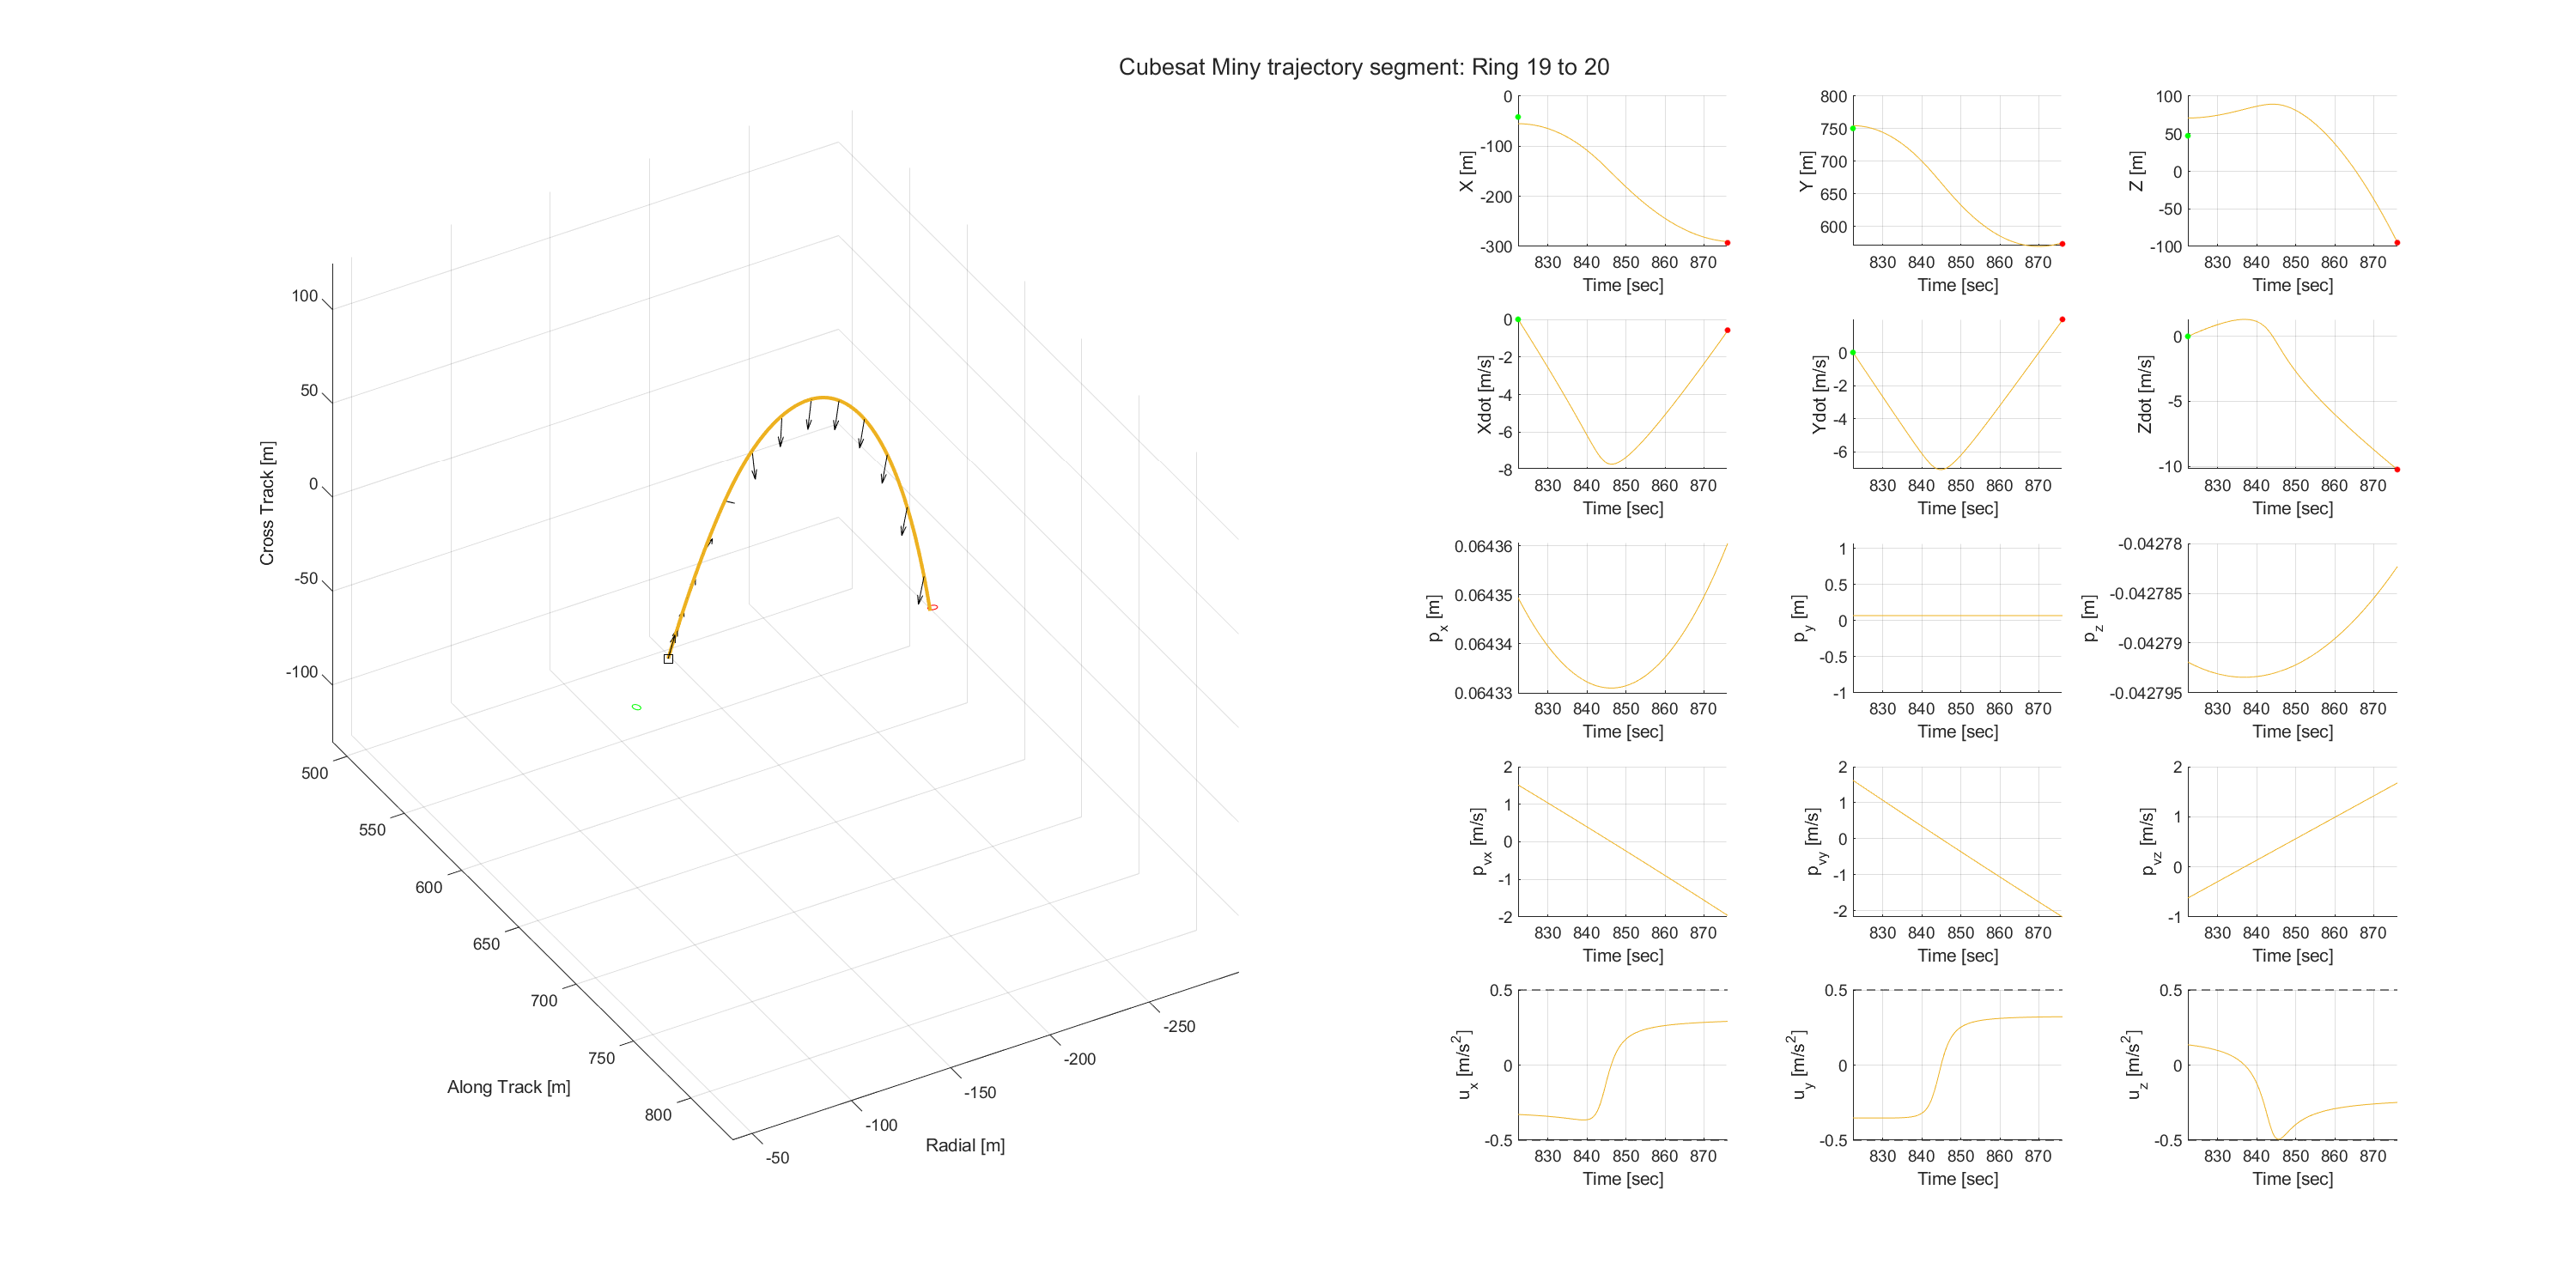 Cubesat Miny trajectory segment: Ring 19 to 20
100
50
0
-50
-100
Cross Track [m]
500
550
600
650
700
750
800
Along Track [m]
-50
-100
-150
-200
-250
Radial [m]
0
-100
-200
-300
X [m]
830 840 850 860 870
Time [sec]
800
750
700
650
600
Y [m]
830 840 850 860 870
Time [sec]
100
50
0
-50
-100
Z [m]
830 840 850 860 870
Time [sec]
0
-2
-4
-6
-8
Xdot [m/s]
830 840 850 860 870
Time [sec]
0
-2
-4
-6
Ydot [m/s]
830 840 850 860 870
Time [sec]
0
-5
-10
Zdot [m/s]
830 840 850 860 870
Time [sec]
0.06436
0.06435
0.06434
0.06433
p_x [m]
830 840 850 860 870
Time [sec]
1
0.5
0
-0.5
-1
p_y [m]
830 840 850 860 870
Time [sec]
-0.04278
-0.042785
-0.04279
-0.042795
p_z [m]
830 840 850 860 870
Time [sec]
2
1
0
-1
-2
p_vx [m/s]
830 840 850 860 870
Time [sec]
2
1
0
-1
-2
p_vy [m/s]
830 840 850 860 870
Time [sec]
2
1
0
-1
p_vz [m/s]
830 840 850 860 870
Time [sec]
0.5
0
-0.5
u_x [m/s²]
830 840 850 860 870
Time [sec]
0.5
0
-0.5
u_y [m/s²]
830 840 850 860 870
Time [sec]
0.5
0
-0.5
u_z [m/s²]
830 840 850 860 870
Time [sec]